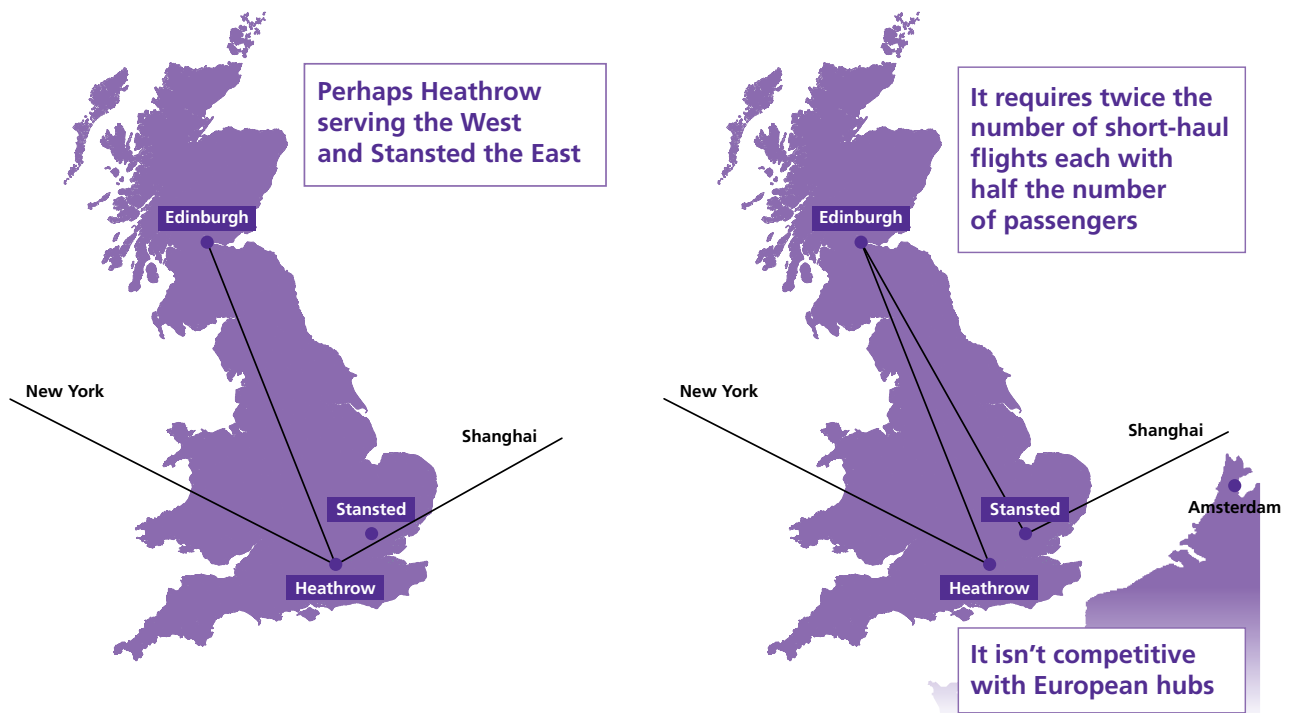 Perhaps Heathrow
serving the West
and Stansted the East
Edinburgh
New York
Shanghai
Stansted
Heathrow
It requires twice the
number of short-haul
flights each with
half the number
of passengers
Edinburgh
New York
Shanghai
Stansted
Amsterdam
Heathrow
It isn't competitive
with European hubs